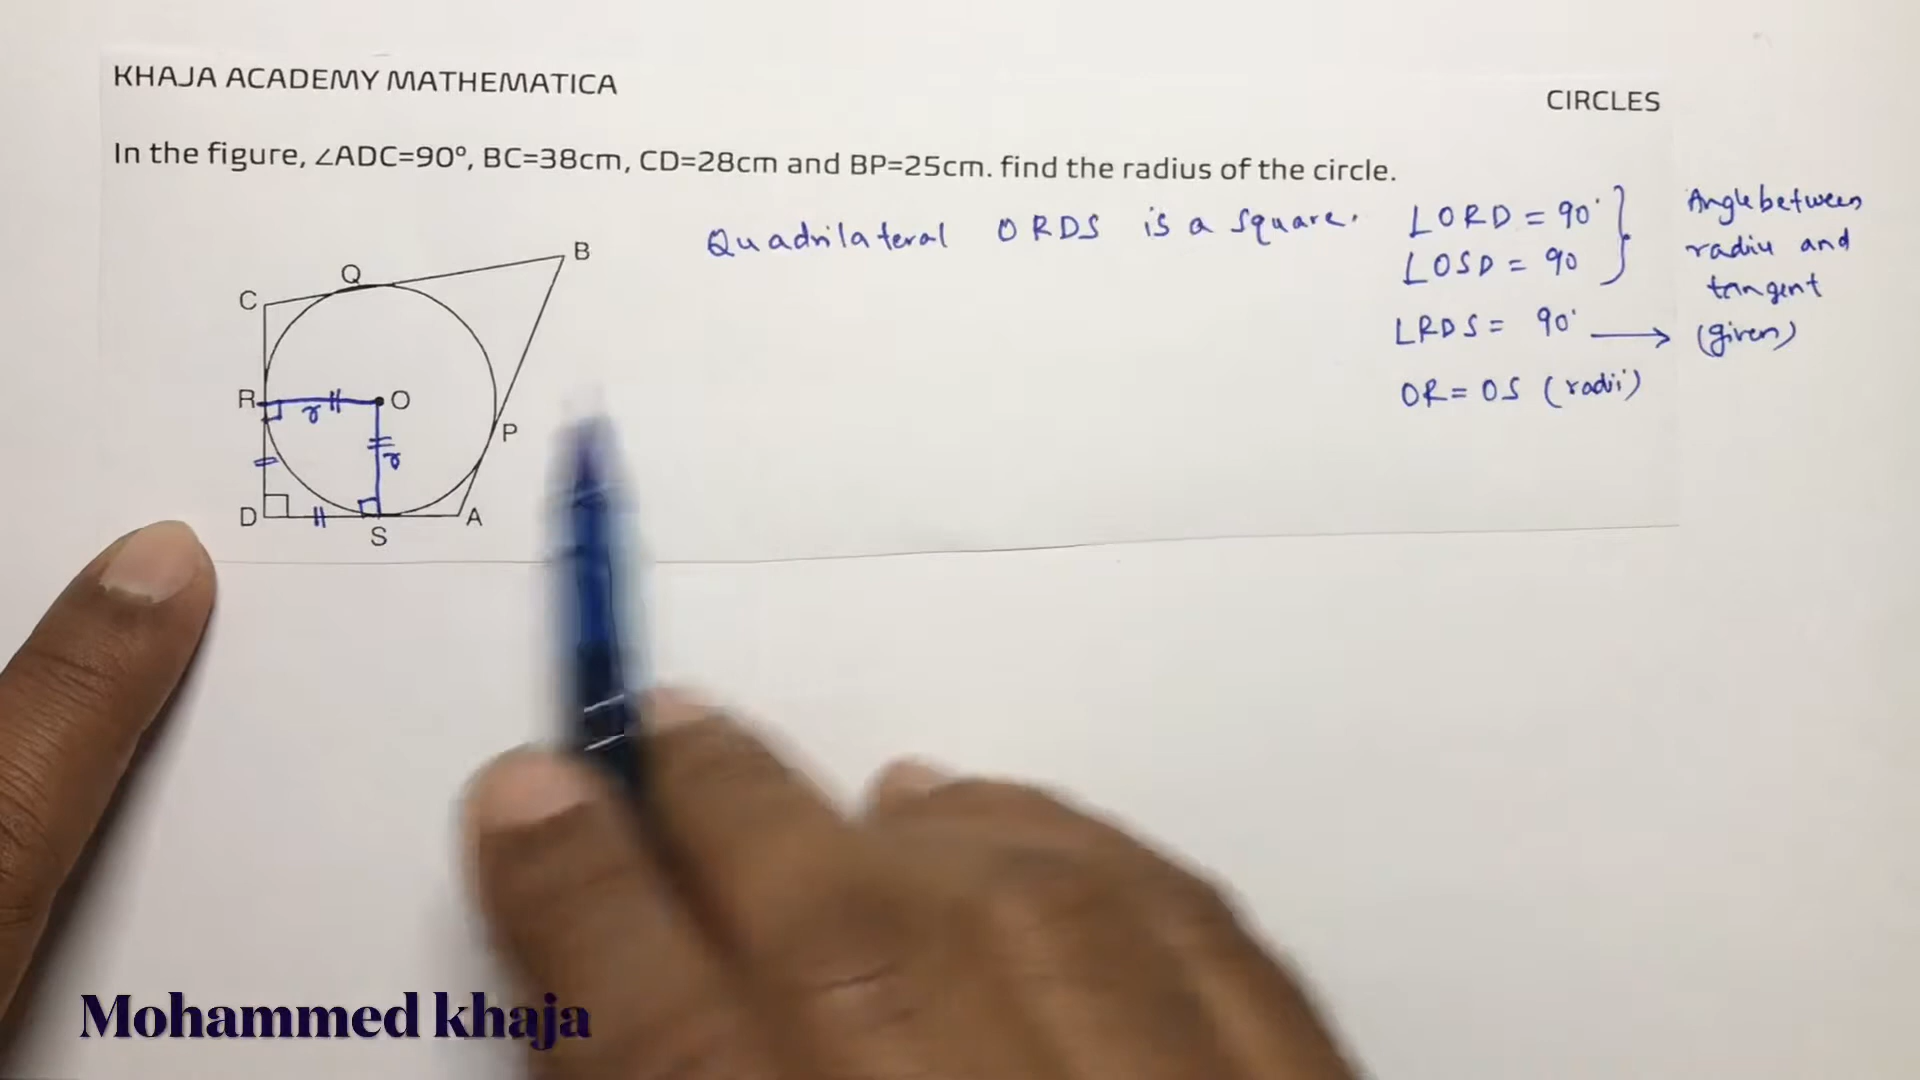 KHAJA ACADEMY MATHEMATICA
CIRCLES
In the figure, ∠ADC=90°, BC=38cm, CD=28cm and BP=25cm. find the radius of the circle.
Quadrilateral ORDS is a square.
∠ORD = 90°
∠OSD = 90
Angle between
radiu and
tangent
∠RDS = 90° → (given)
OR = OS (radii)
B
Q
C
R
r
O
r
P
D
A
S
Mohammed khaja